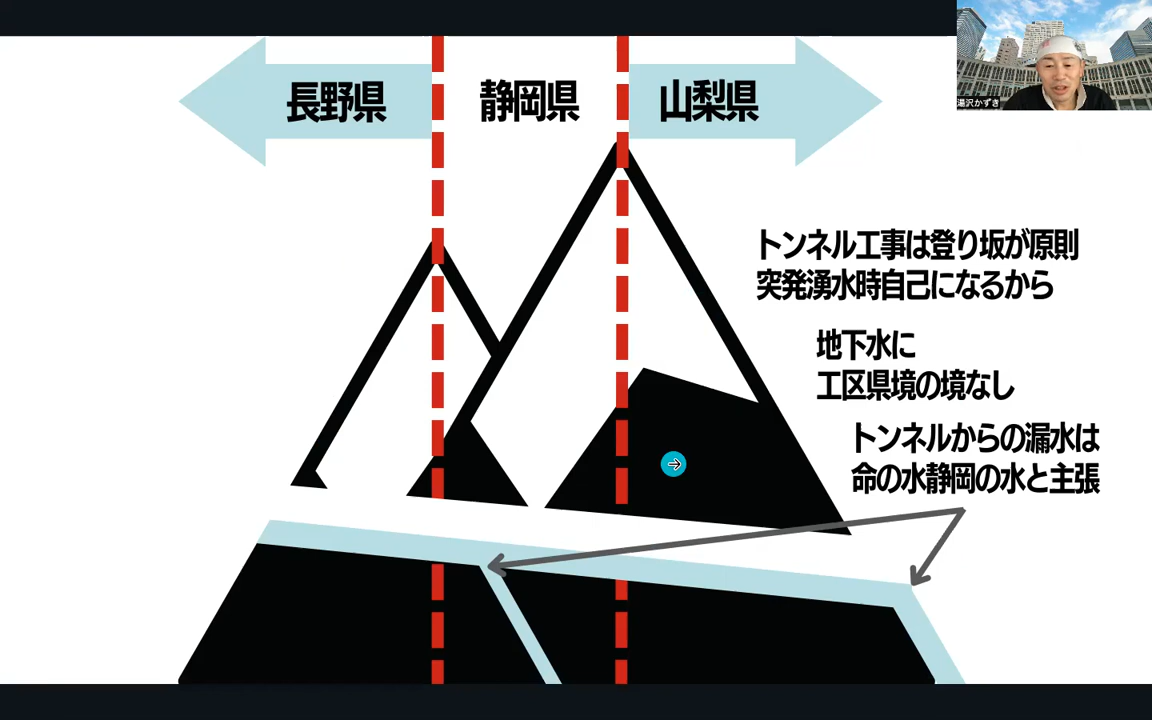 長野県
静岡県
山梨県
湯沢かずき
トンネル工事は登り坂が原則
突発湧水時自己になるから
地下水に
工区県境の境なし
トンネルからの漏水は
命の水静岡の水と主張